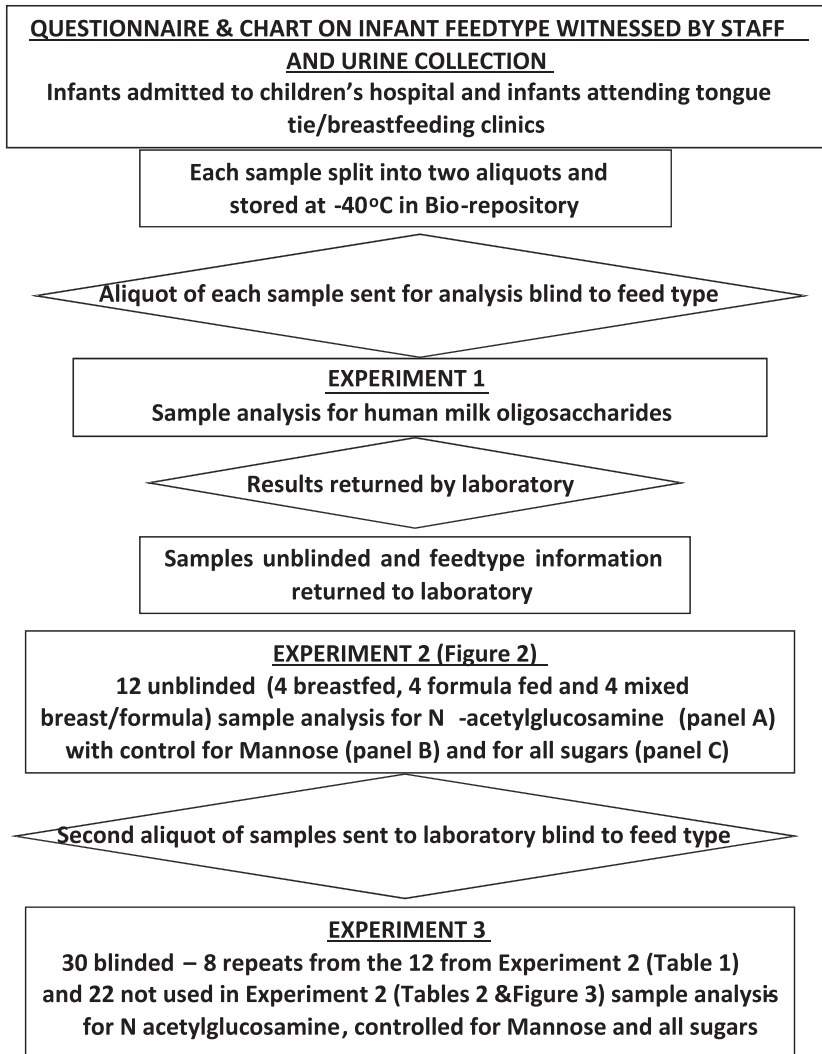 QUESTIONNAIRE & CHART ON INFANT FEEDTYPE WITNESSED BY STAFF
AND URINE COLLECTION
Infants admitted to children's hospital and infants attending tongue
tie/breastfeeding clinics
Each sample split into two aliquots and
stored at -40ºC in Bio-repository
Aliquot of each sample sent for analysis blind to feed type
EXPERIMENT 1
Sample analysis for human milk oligosaccharides
Results returned by laboratory
Samples unblinded and feedtype information
returned to laboratory
EXPERIMENT 2 (Figure 2)
12 unblinded (4 breastfed, 4 formula fed and 4 mixed
breast/formula) sample analysis for N -acetylglucosamine (panel A)
with control for Mannose (panel B) and for all sugars (panel C)
Second aliquot of samples sent to laboratory blind to feed type
EXPERIMENT 3
30 blinded – 8 repeats from the 12 from Experiment 2 (Table 1)
and 22 not used in Experiment 2 (Tables 2 &Figure 3) sample analysis
for N acetylglucosamine, controlled for Mannose and all sugars